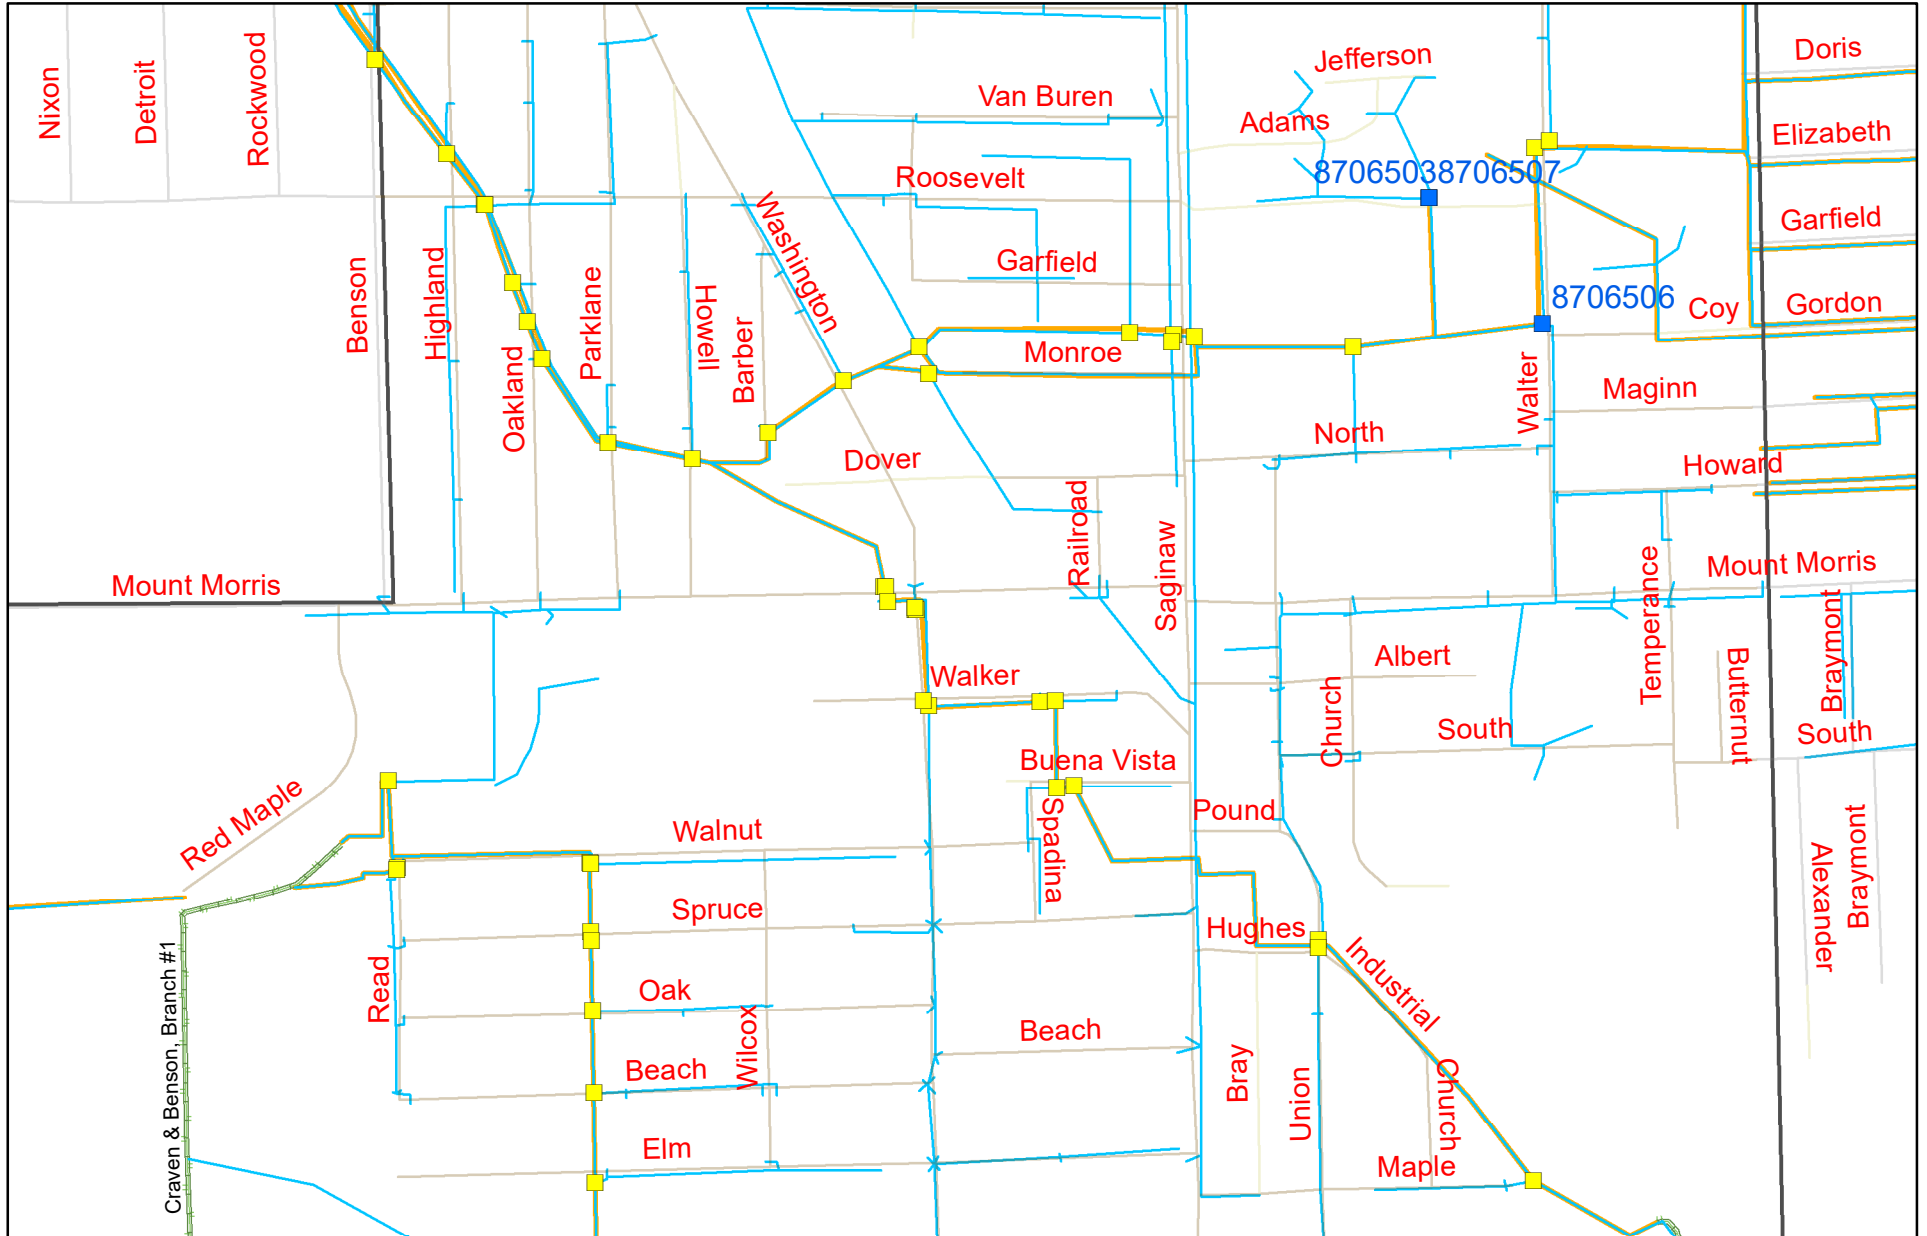 Jefferson
Doris
Nixon
Detroit
Rockwood
Van Buren
Adams
Elizabeth
Roosevelt
87065038706507
Washington
Garfield
Garfield
Benson
Highland
Parklane
Howell
Barber
8706506
Coy
Gordon
Oakland
Monroe
Walter
Maginn
North
Dover
Howard
Railroad
Saginaw
Mount Morris
Mount Morris
Temperance
Braymont
Albert
Walker
Church
Butternut
South
South
Buena Vista
Red Maple
Walnut
Spadina
Pound
Alexander
Braymont
Spruce
Hughes
Industrial
Craven & Benson, Branch #1
Read
Oak
Wilcox
Beach
Beach
Bray
Union
Church
Elm
Maple